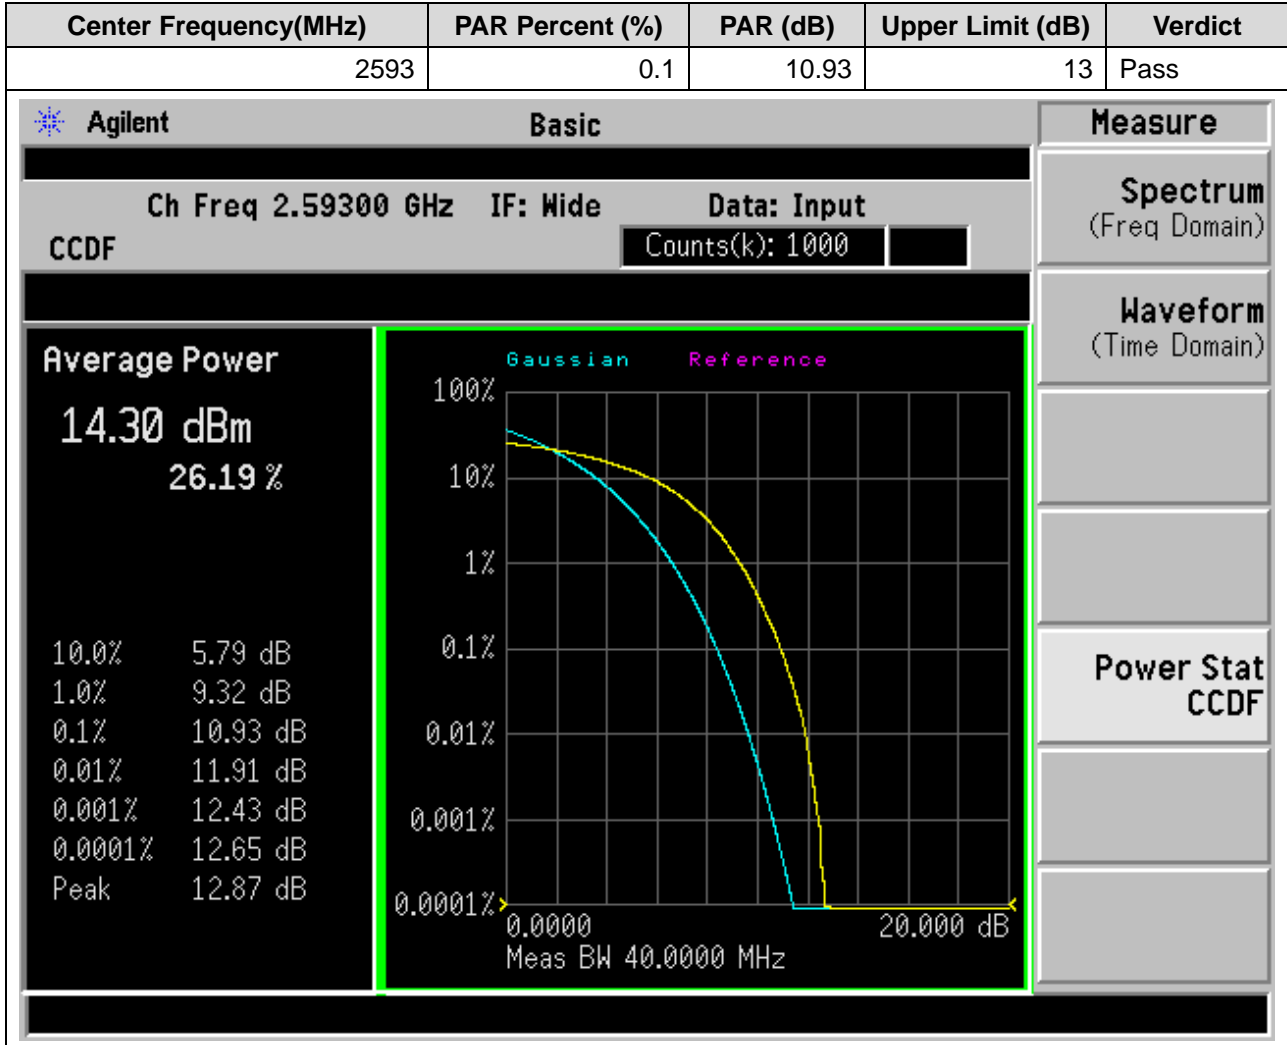 Center Frequency(MHz) PAR Percent (%) PAR (dB) Upper Limit (dB) Verdict
2593 0.1 10.93 13 Pass
Agilent Basic Measure
Ch Freq 2.59300 GHz IF: Wide Data: Input
CCDF Counts(k): 1000
Spectrum
(Freq Domain)
Waveform
(Time Domain)
Power Stat
CCDF
Average Power
14.30 dBm
26.19 %
10.0% 5.79 dB
1.0% 9.32 dB
0.1% 10.93 dB
0.01% 11.91 dB
0.001% 12.43 dB
0.0001% 12.65 dB
Peak 12.87 dB
Gaussian Reference
100%
10%
1%
0.1%
0.01%
0.001%
0.0001%
0.0000 20.000 dB
Meas BW 40.0000 MHz